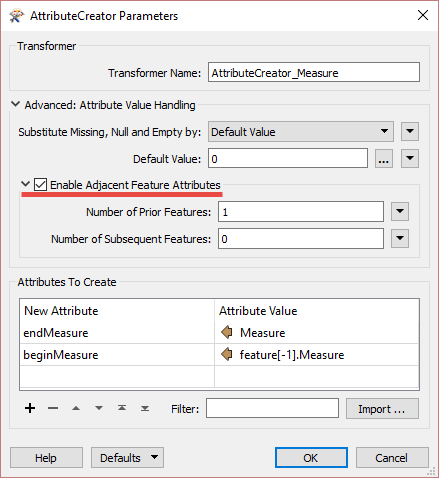 AttributeCreator Parameters
Transformer
Transformer Name: AttributeCreator_Measure
Advanced: Attribute Value Handling
Substitute Missing, Null and Empty by: Default Value
Default Value: 0 ...
Enable Adjacent Feature Attributes
Number of Prior Features: 1
Number of Subsequent Features: 0
Attributes To Create
New Attribute Attribute Value
endMeasure Measure
beginMeasure feature[-1].Measure
Filter: Import ...
Help Defaults OK Cancel